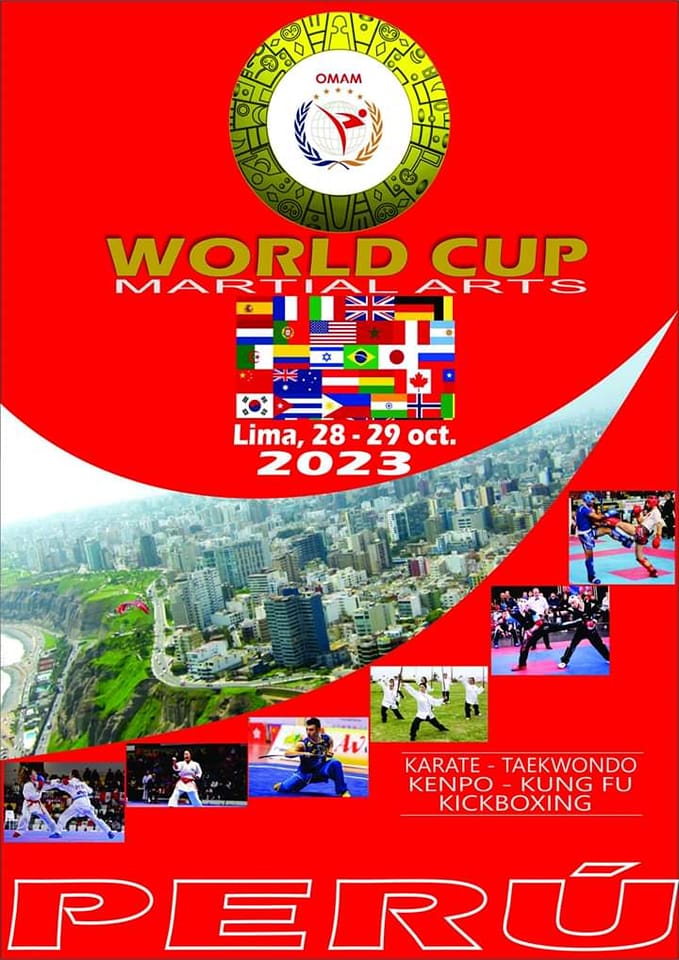 OMAM
WORLD CUP
MARTIAL ARTS
Lima, 28 - 29 oct.
2023
KARATE - TAEKWONDO
KENPO - KUNG FU
KICKBOXING
PERÚ